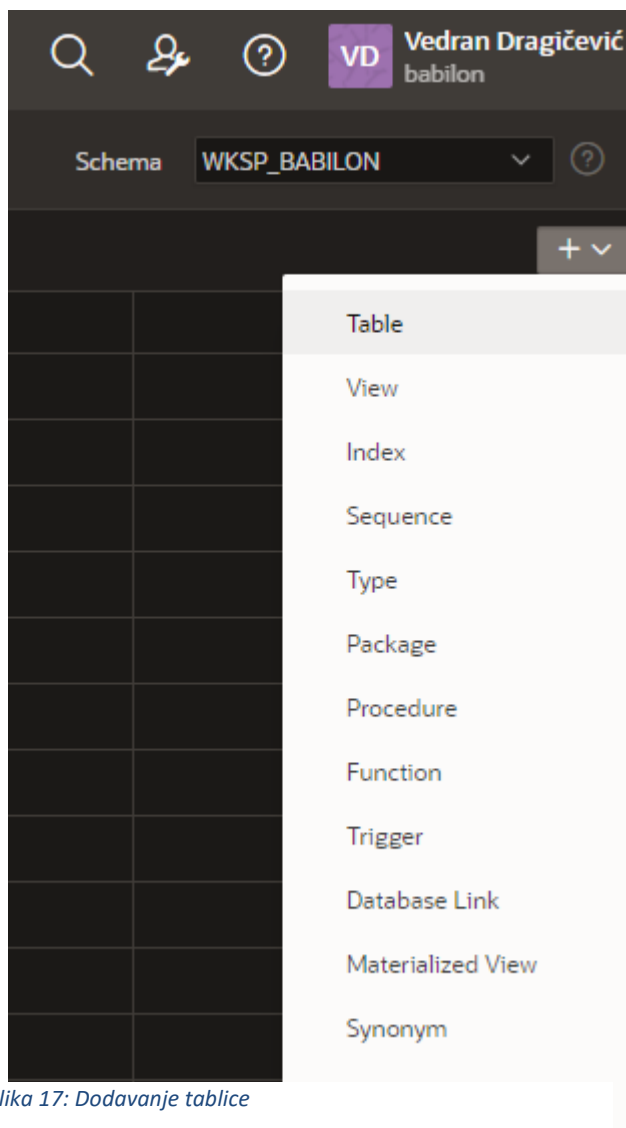 VD Vedran Dragičević
babilon
Schema WKSP_BABILON
Table
View
Index
Sequence
Type
Package
Procedure
Function
Trigger
Database Link
Materialized View
Synonym
lika 17: Dodavanje tablice